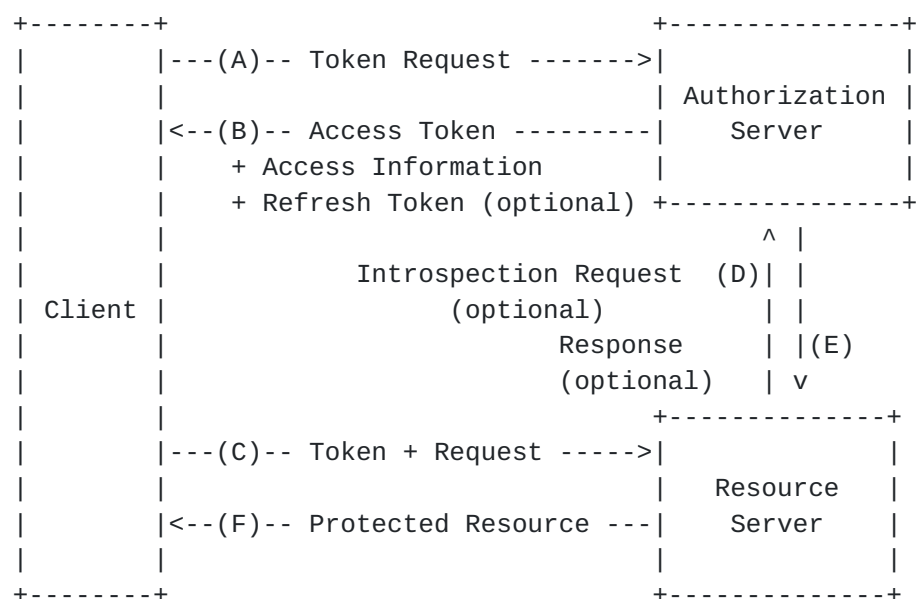 +--------+                               +---------------+
|        |---(A)-- Token Request ------->|               |
|        |                               | Authorization |
|        |<--(B)-- Access Token ---------|    Server     |
|        |    + Access Information       |               |
|        |    + Refresh Token (optional) +---------------+
|        |                                      ^ |
|        |            Introspection Request  (D)| |
| Client |                  (optional)          | |
|        |                         Response     | |(E)
|        |                         (optional)   | v
|        |                               +--------------+
|        |---(C)-- Token + Request ----->|              |
|        |                               |   Resource   |
|        |<--(F)-- Protected Resource ---|    Server    |
|        |                               |              |
+--------+                               +--------------+